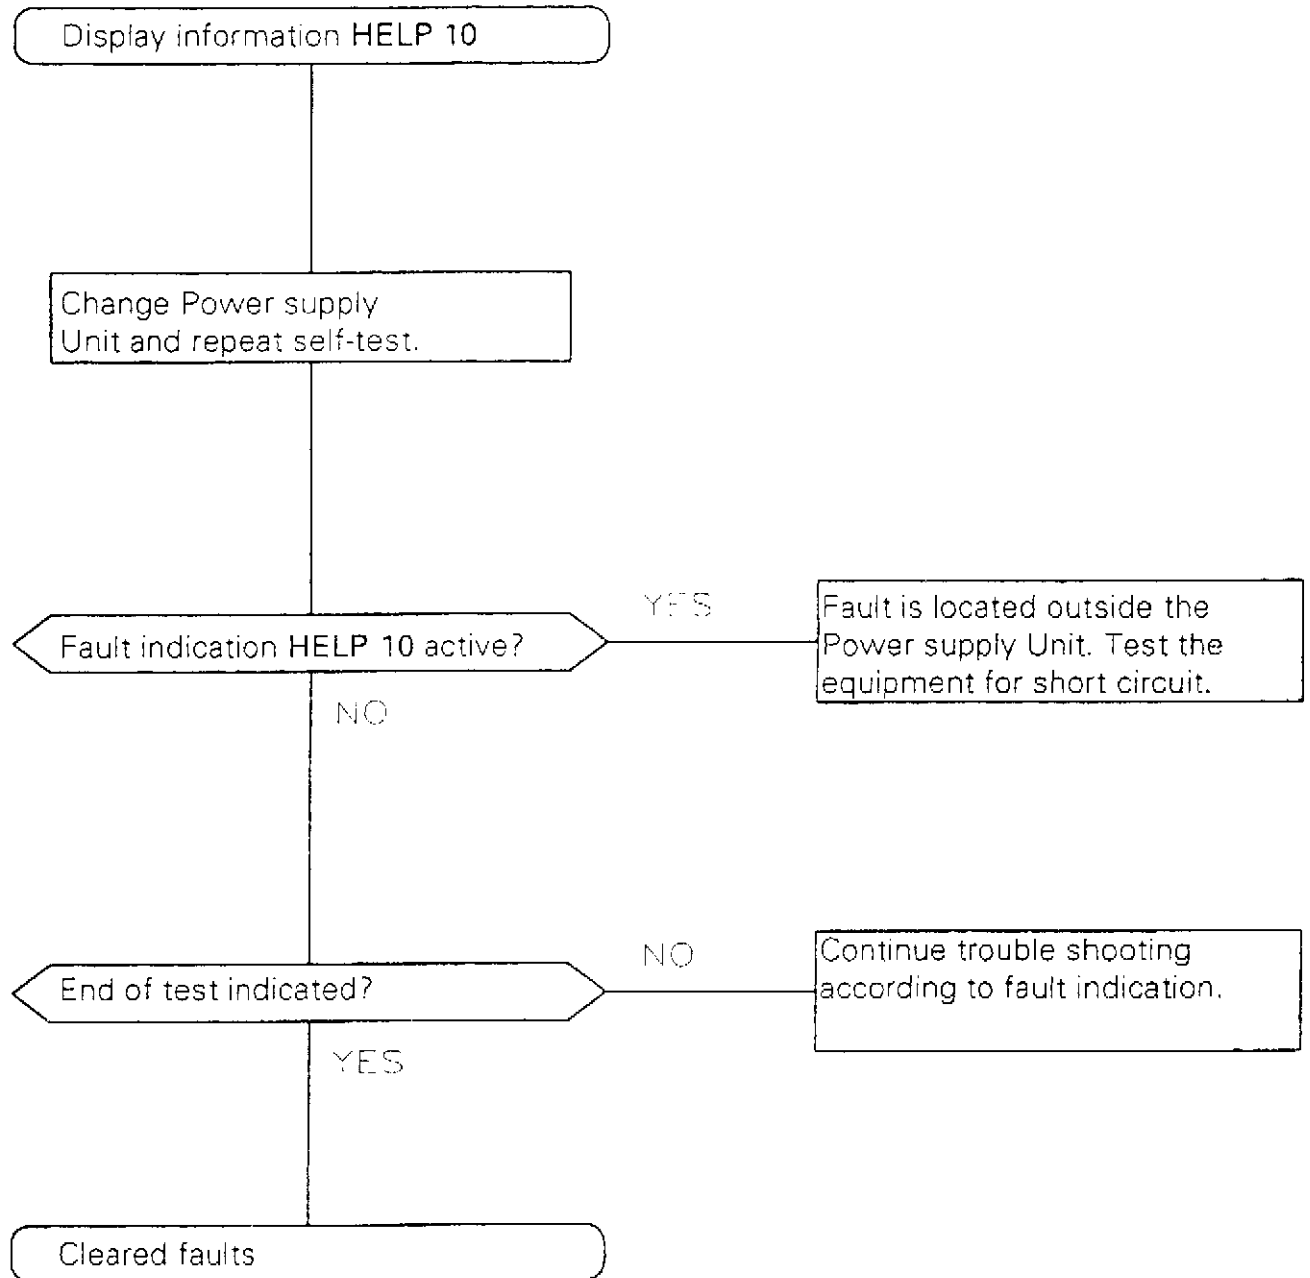 Display information HELP 10
Change Power supply
Unit and repeat self-test.
Fault indication HELP 10 active?
YES
Fault is located outside the
Power supply Unit. Test the
equipment for short circuit.
NO
End of test indicated?
NO
Continue trouble shooting
according to fault indication.
YES
Cleared faults